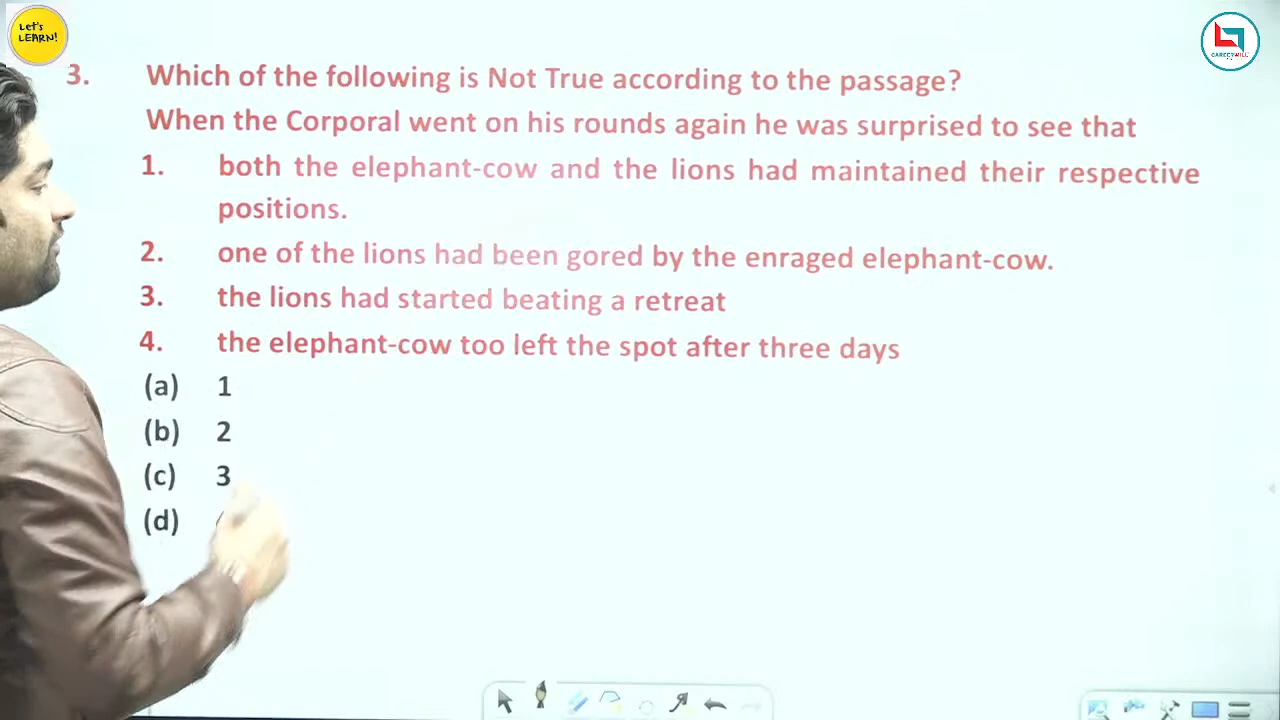 Let's
LEARN!
CAREERWILL
3. Which of the following is Not True according to the passage?
When the Corporal went on his rounds again he was surprised to see that
1. both the elephant-cow and the lions had maintained their respective
positions.
2. one of the lions had been gored by the enraged elephant-cow.
3. the lions had started beating a retreat
4. the elephant-cow too left the spot after three days
(a) 1
(b) 2
(c) 3
(d)